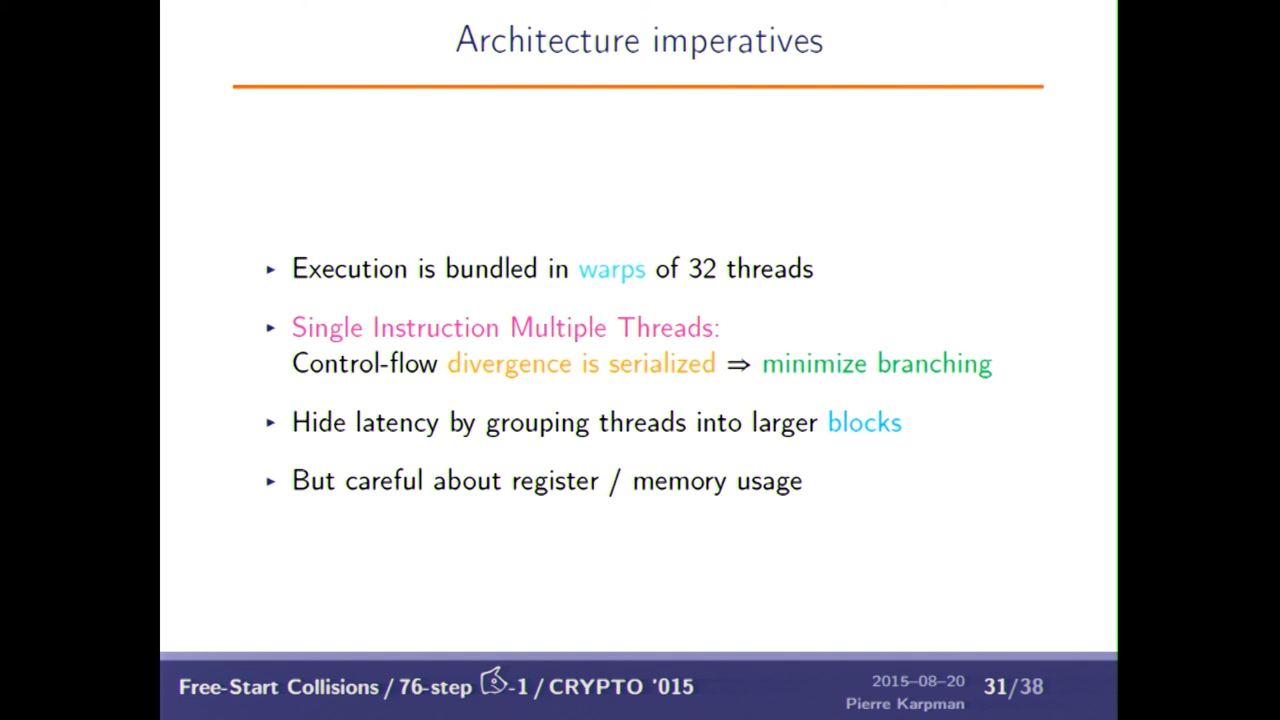 Architecture imperatives
Execution is bundled in warps of 32 threads
Single Instruction Multiple Threads:
Control-flow divergence is serialized ⇒ minimize branching
Hide latency by grouping threads into larger blocks
But careful about register / memory usage
Free-Start Collisions / 76-step -1 / CRYPTO '015
2015–08–20
Pierre Karpman
31/38